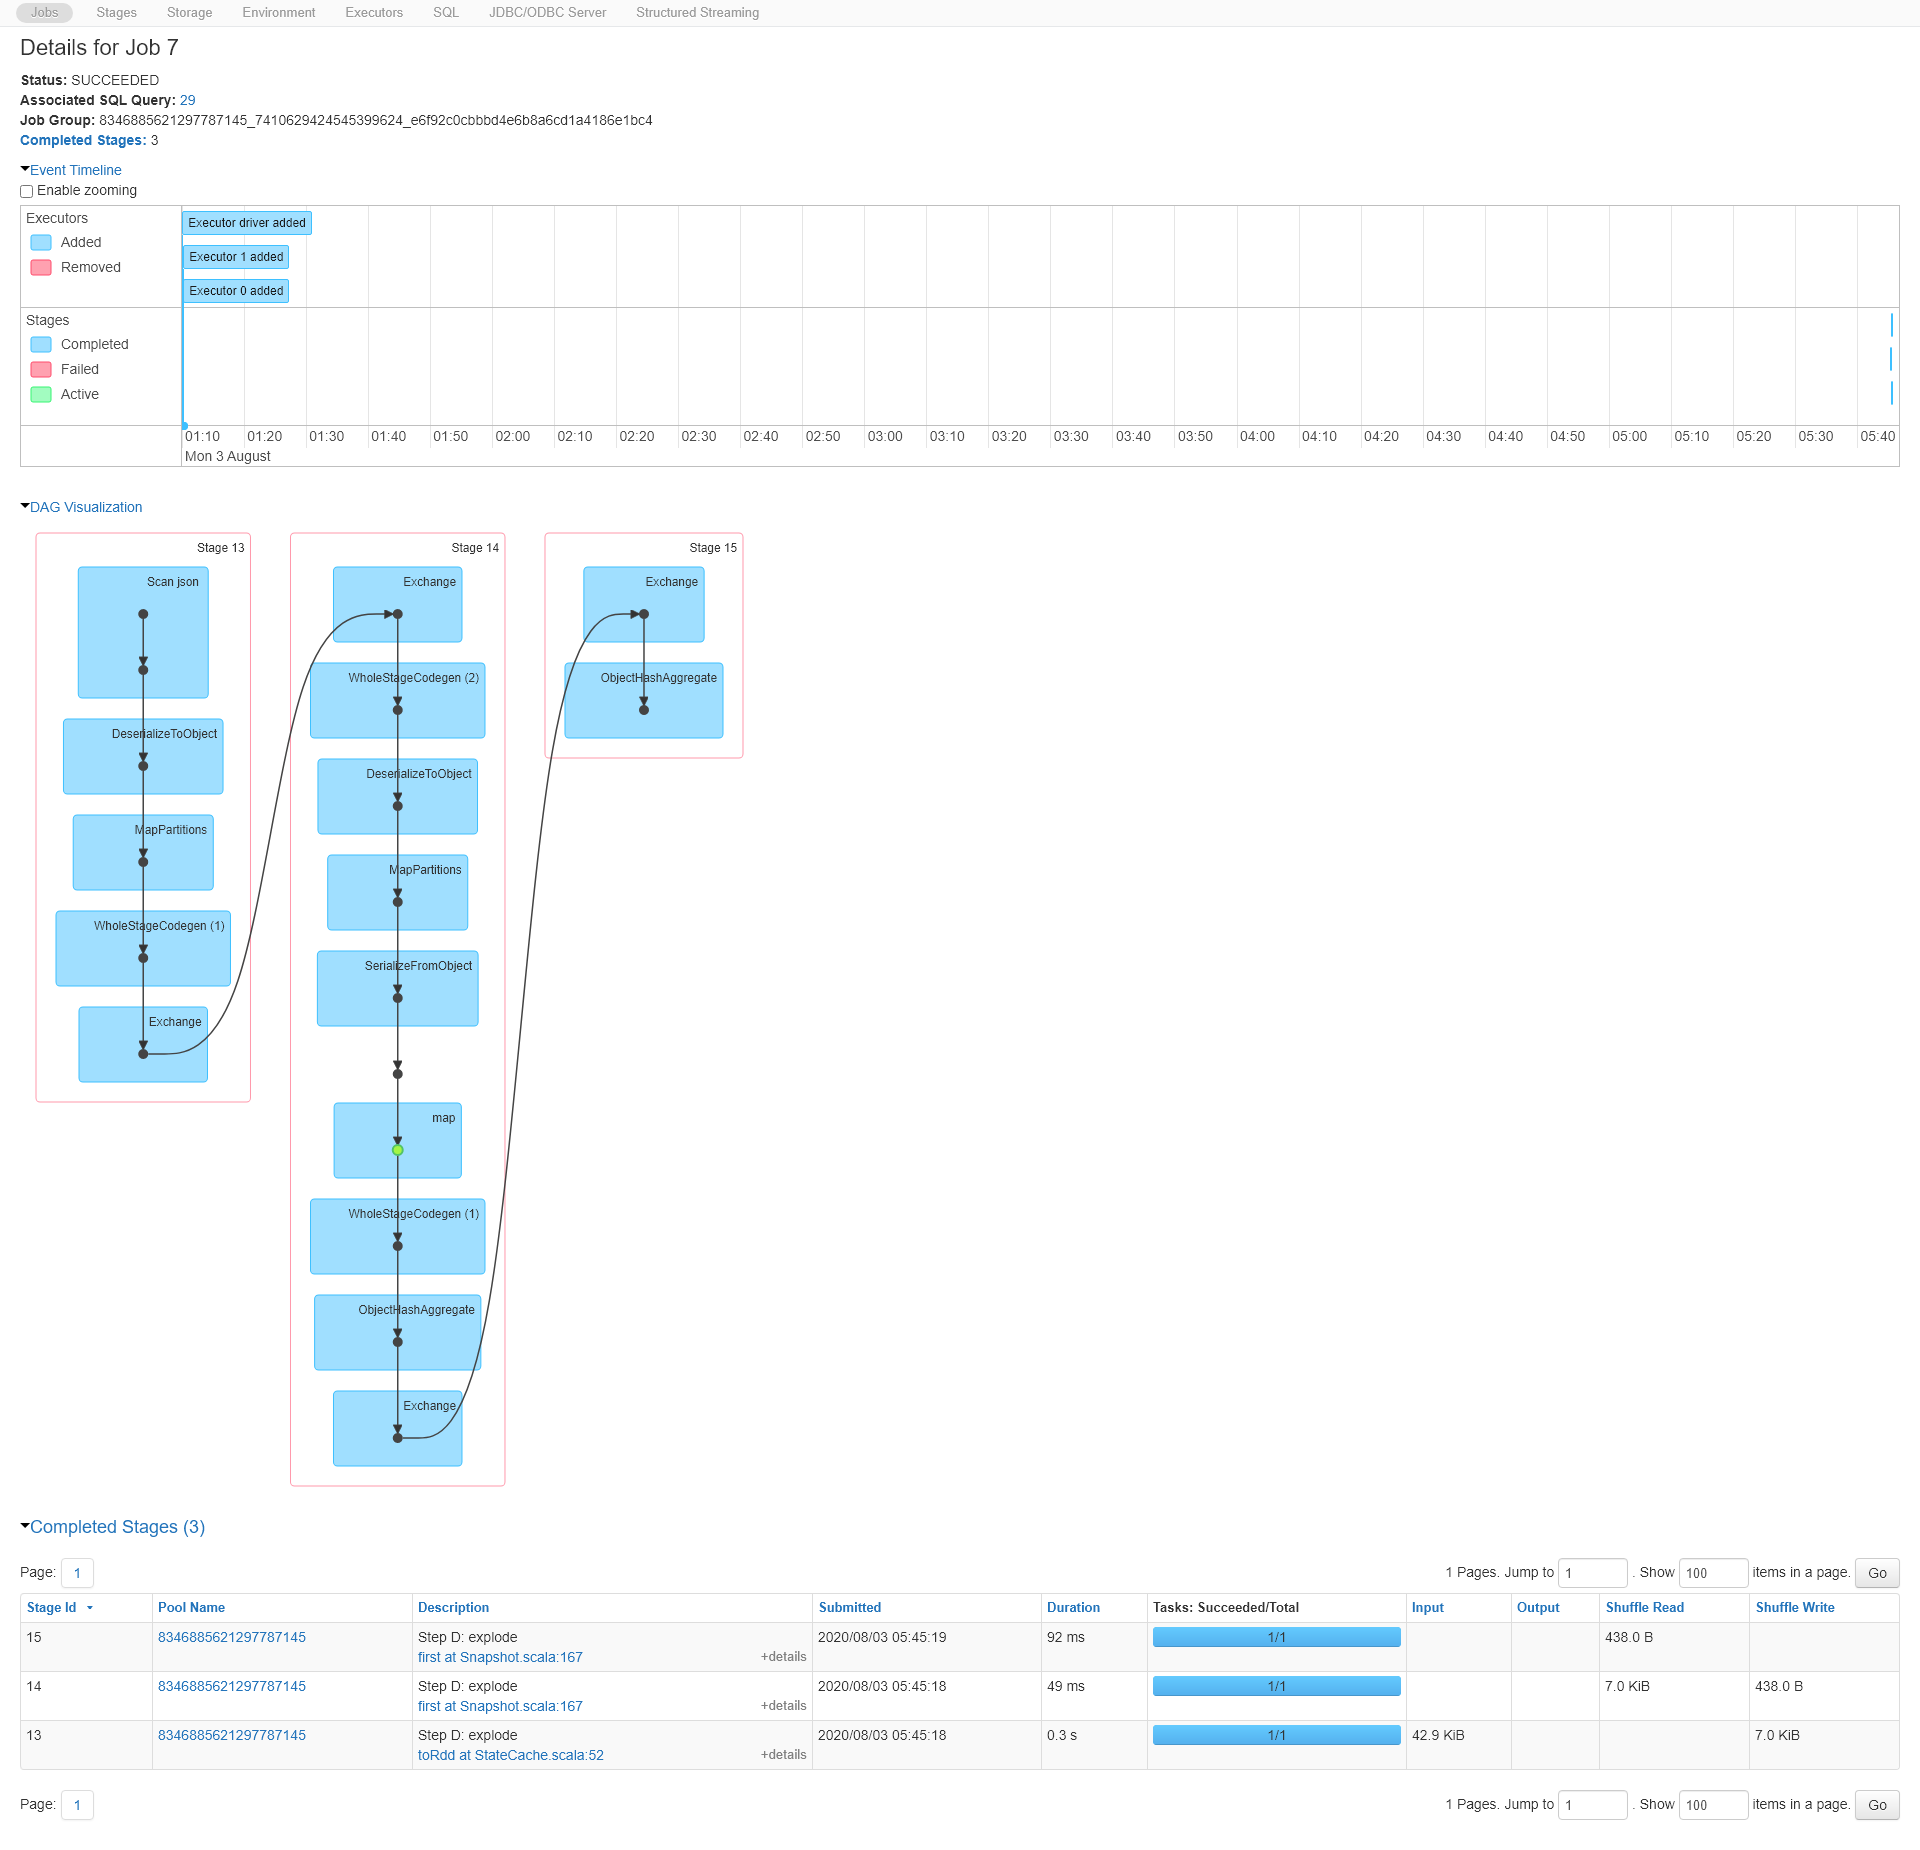 Jobs Stages Storage Environment Executors SQL JDBC/ODBC Server Structured Streaming
Details for Job 7
Status: SUCCEEDED
Associated SQL Query: 29
Job Group: 8346885621297787145_7410629424545399624_e6f92c0cbbbd4e6b8a6cd1a4186e1bc4
Completed Stages: 3
Event Timeline
Enable zooming
Executors
Added
Removed
Executor driver added
Executor 1 added
Executor 0 added
Stages
Completed
Failed
Active
01:10 01:20 01:30 01:40 01:50 02:00 02:10 02:20 02:30 02:40 02:50 03:00 03:10 03:20 03:30 03:40 03:50 04:00 04:10 04:20 04:30 04:40 04:50 05:00 05:10 05:20 05:30 05:40
Mon 3 August
DAG Visualization
Stage 13
Scan json
DeserializeToObject
MapPartitions
WholeStageCodegen (1)
Exchange
Stage 14
Exchange
WholeStageCodegen (2)
DeserializeToObject
MapPartitions
SerializeFromObject
map
WholeStageCodegen (1)
ObjectHashAggregate
Exchange
Stage 15
Exchange
ObjectHashAggregate
Completed Stages (3)
Page: 1 1 Pages. Jump to 1 . Show 100 items in a page. Go
Stage Id Pool Name Description Submitted Duration Tasks: Succeeded/Total Input Output Shuffle Read Shuffle Write
15 8346885621297787145 Step D: explode 2020/08/03 05:45:19 92 ms 1/1 438.0 B
first at Snapshot.scala:167 +details
14 8346885621297787145 Step D: explode 2020/08/03 05:45:18 49 ms 1/1 7.0 KiB 438.0 B
first at Snapshot.scala:167 +details
13 8346885621297787145 Step D: explode 2020/08/03 05:45:18 0.3 s 1/1 42.9 KiB 7.0 KiB
toRdd at StateCache.scala:52 +details
Page: 1 1 Pages. Jump to 1 . Show 100 items in a page. Go